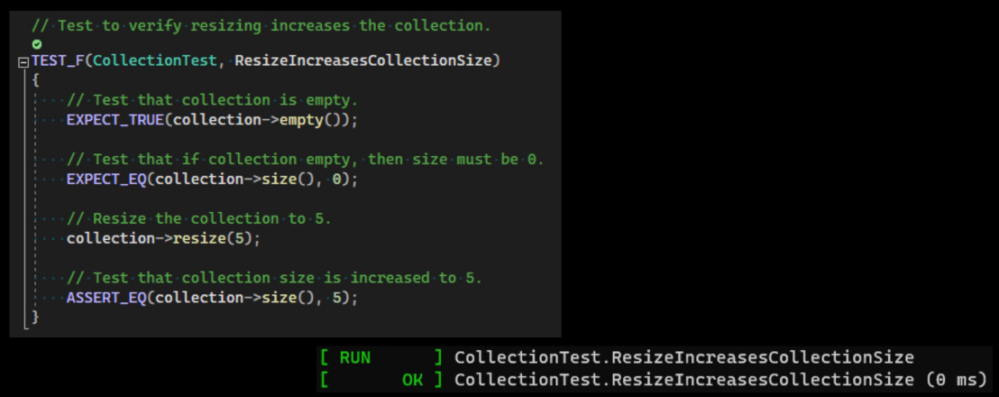 // Test to verify resizing increases the collection.
TEST_F(CollectionTest, ResizeIncreasesCollectionSize)
{
// Test that collection is empty.
EXPECT_TRUE(collection->empty());
// Test that if collection empty, then size must be 0.
EXPECT_EQ(collection->size(), 0);
// Resize the collection to 5.
collection->resize(5);
// Test that collection size is increased to 5.
ASSERT_EQ(collection->size(), 5);
}
[ RUN      ] CollectionTest.ResizeIncreasesCollectionSize
[       OK ] CollectionTest.ResizeIncreasesCollectionSize (0 ms)